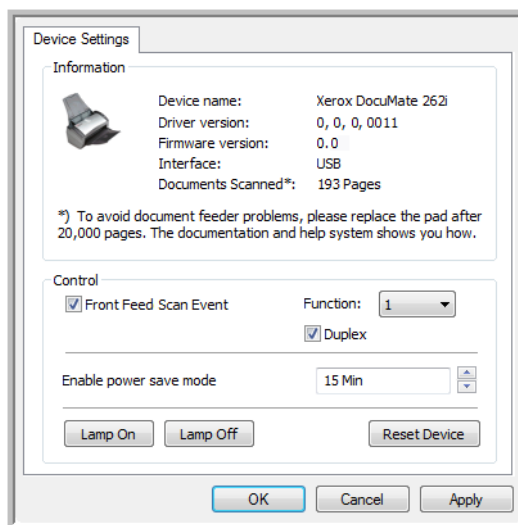 Device Settings
Information
Device name: Xerox DocuMate 262i
Driver version: 0, 0, 0, 0011
Firmware version: 0.0
Interface: USB
Documents Scanned*: 193 Pages
*) To avoid document feeder problems, please replace the pad after
20,000 pages. The documentation and help system shows you how.
Control
Front Feed Scan Event Function: 1
Duplex
Enable power save mode 15 Min
Lamp On Lamp Off Reset Device
OK Cancel Apply